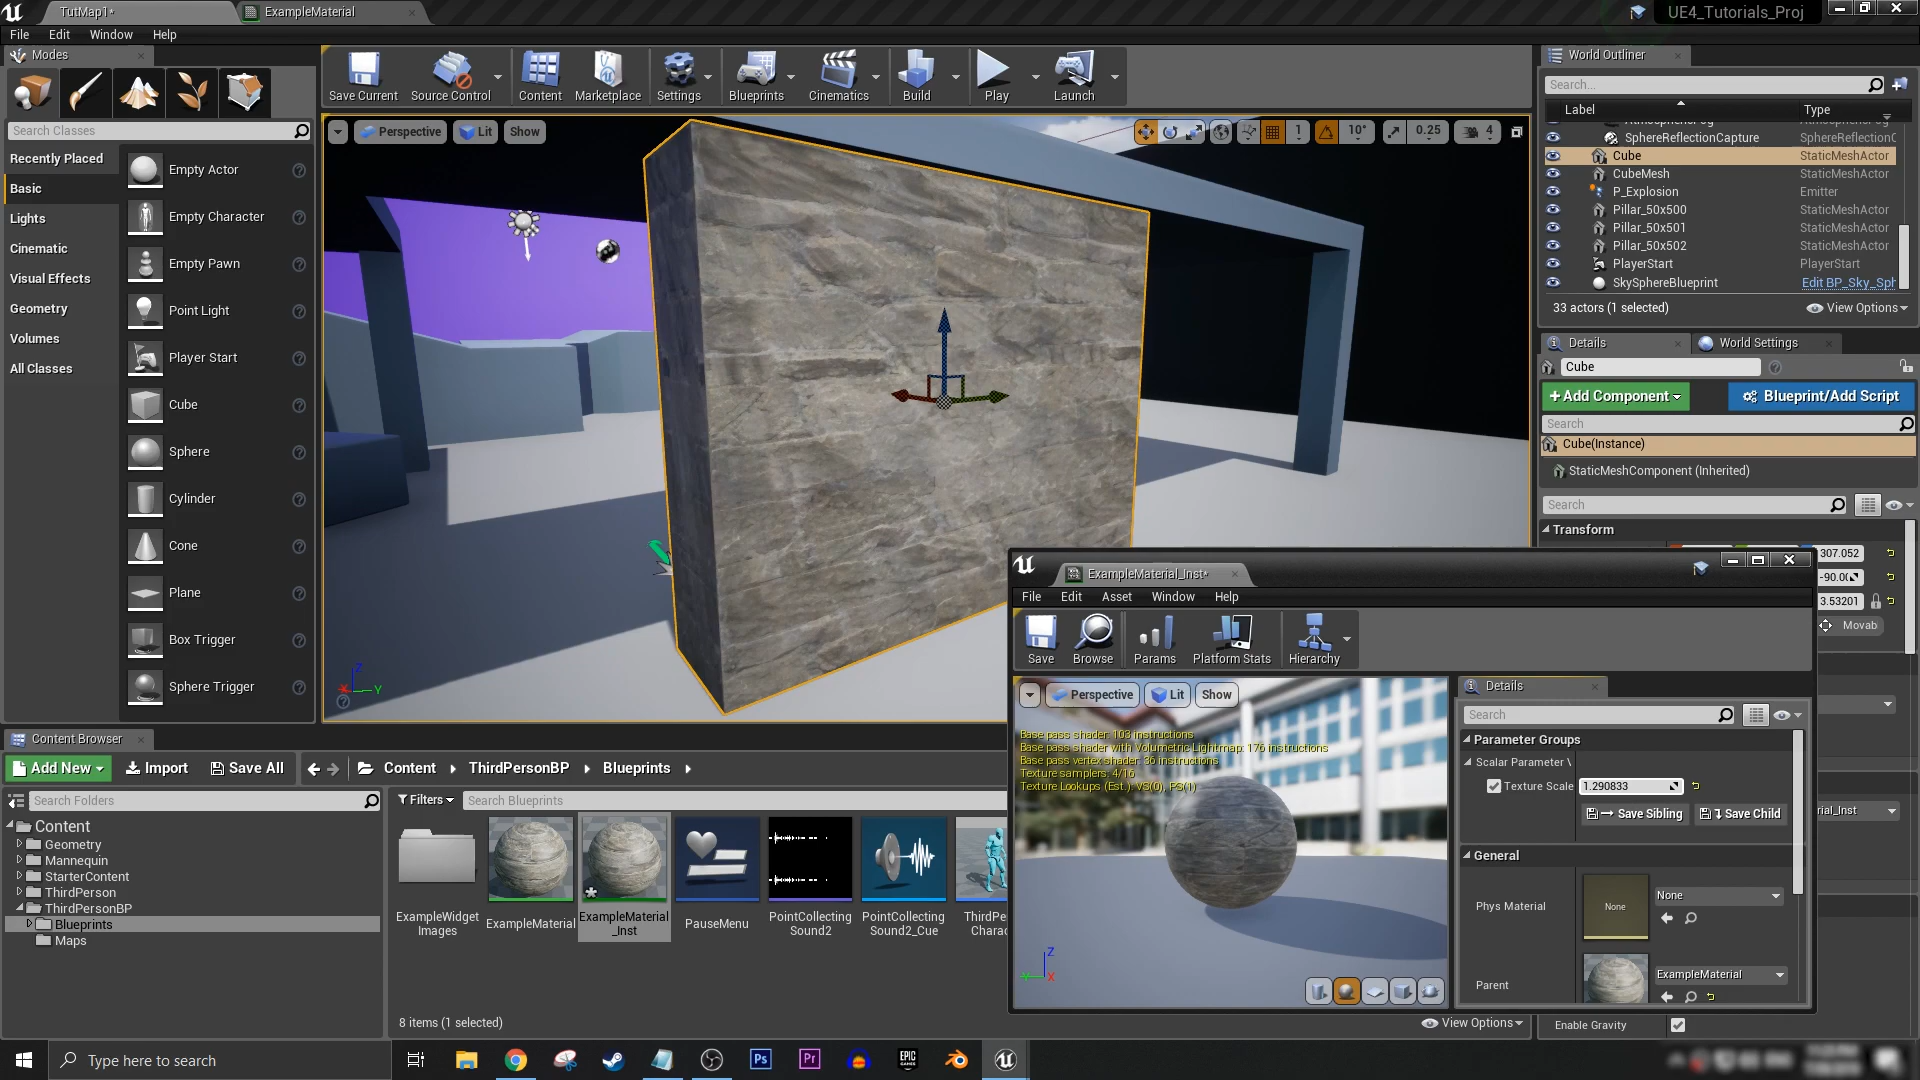 TutMap1*
ExampleMaterial
UE4_Tutorials_Proj
File Edit Window Help
Modes
Search Classes
Recently Placed
Basic
Lights
Cinematic
Visual Effects
Geometry
Volumes
All Classes
Empty Actor
Empty Character
Empty Pawn
Point Light
Player Start
Cube
Sphere
Cylinder
Cone
Plane
Box Trigger
Sphere Trigger
Save Current
Source Control
Content
Marketplace
Settings
Blueprints
Cinematics
Build
Play
Launch
Perspective Lit Show
1 10° 0.25 4
Z
X Y
World Outliner
Search...
Label Type
SphereReflectionCapture SphereReflectionC
Cube StaticMeshActor
CubeMesh StaticMeshActor
P_Explosion Emitter
Pillar_50x500 StaticMeshActor
Pillar_50x501 StaticMeshActor
Pillar_50x502 StaticMeshActor
PlayerStart PlayerStart
SkySphereBlueprint Edit BP_Sky_Sph
33 actors (1 selected) View Options
Details World Settings
Cube
+Add Component Blueprint/Add Script
Search
Cube(Instance)
StaticMeshComponent (Inherited)
Search
Transform
307.052
-90.00
3.53201
Movab
rial_Inst
Enable Gravity
ExampleMaterial_Inst*
File Edit Asset Window Help
Save
Browse
Params
Platform Stats
Hierarchy
Perspective Lit Show
Base pass shader: 103 instructions
Base pass shader with Volumetric Lightmap: 176 instructions
Base pass vertex shader: 36 instructions
Texture samplers: 4/16
Texture Lookups (Est.): VS(0), PS(1)
Z
Y X
Details
Search
Parameter Groups
Scalar Parameter V
Texture Scale 1.290833
Save Sibling Save Child
General
Phys Material None None
Parent ExampleMaterial
Content Browser
Add New Import Save All Content ThirdPersonBP Blueprints
Search Folders
Filters Search Blueprints
Content
Geometry
Mannequin
StarterContent
ThirdPerson
ThirdPersonBP
Blueprints
Maps
ExampleWidget
Images
ExampleMaterial
ExampleMaterial
_Inst
PauseMenu
PointCollecting
Sound2
PointCollecting
Sound2_Cue
ThirdPe
Charac
8 items (1 selected) View Options
Type here to search
Ps
Pr
EPIC
GAMES